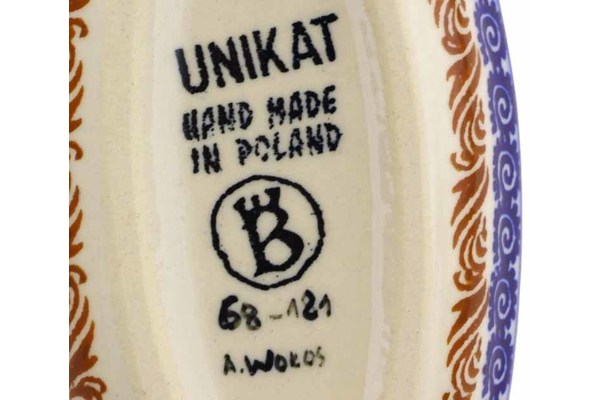 UNIKAT
HAND MADE
IN POLAND
B
68-121
A. WOKOS